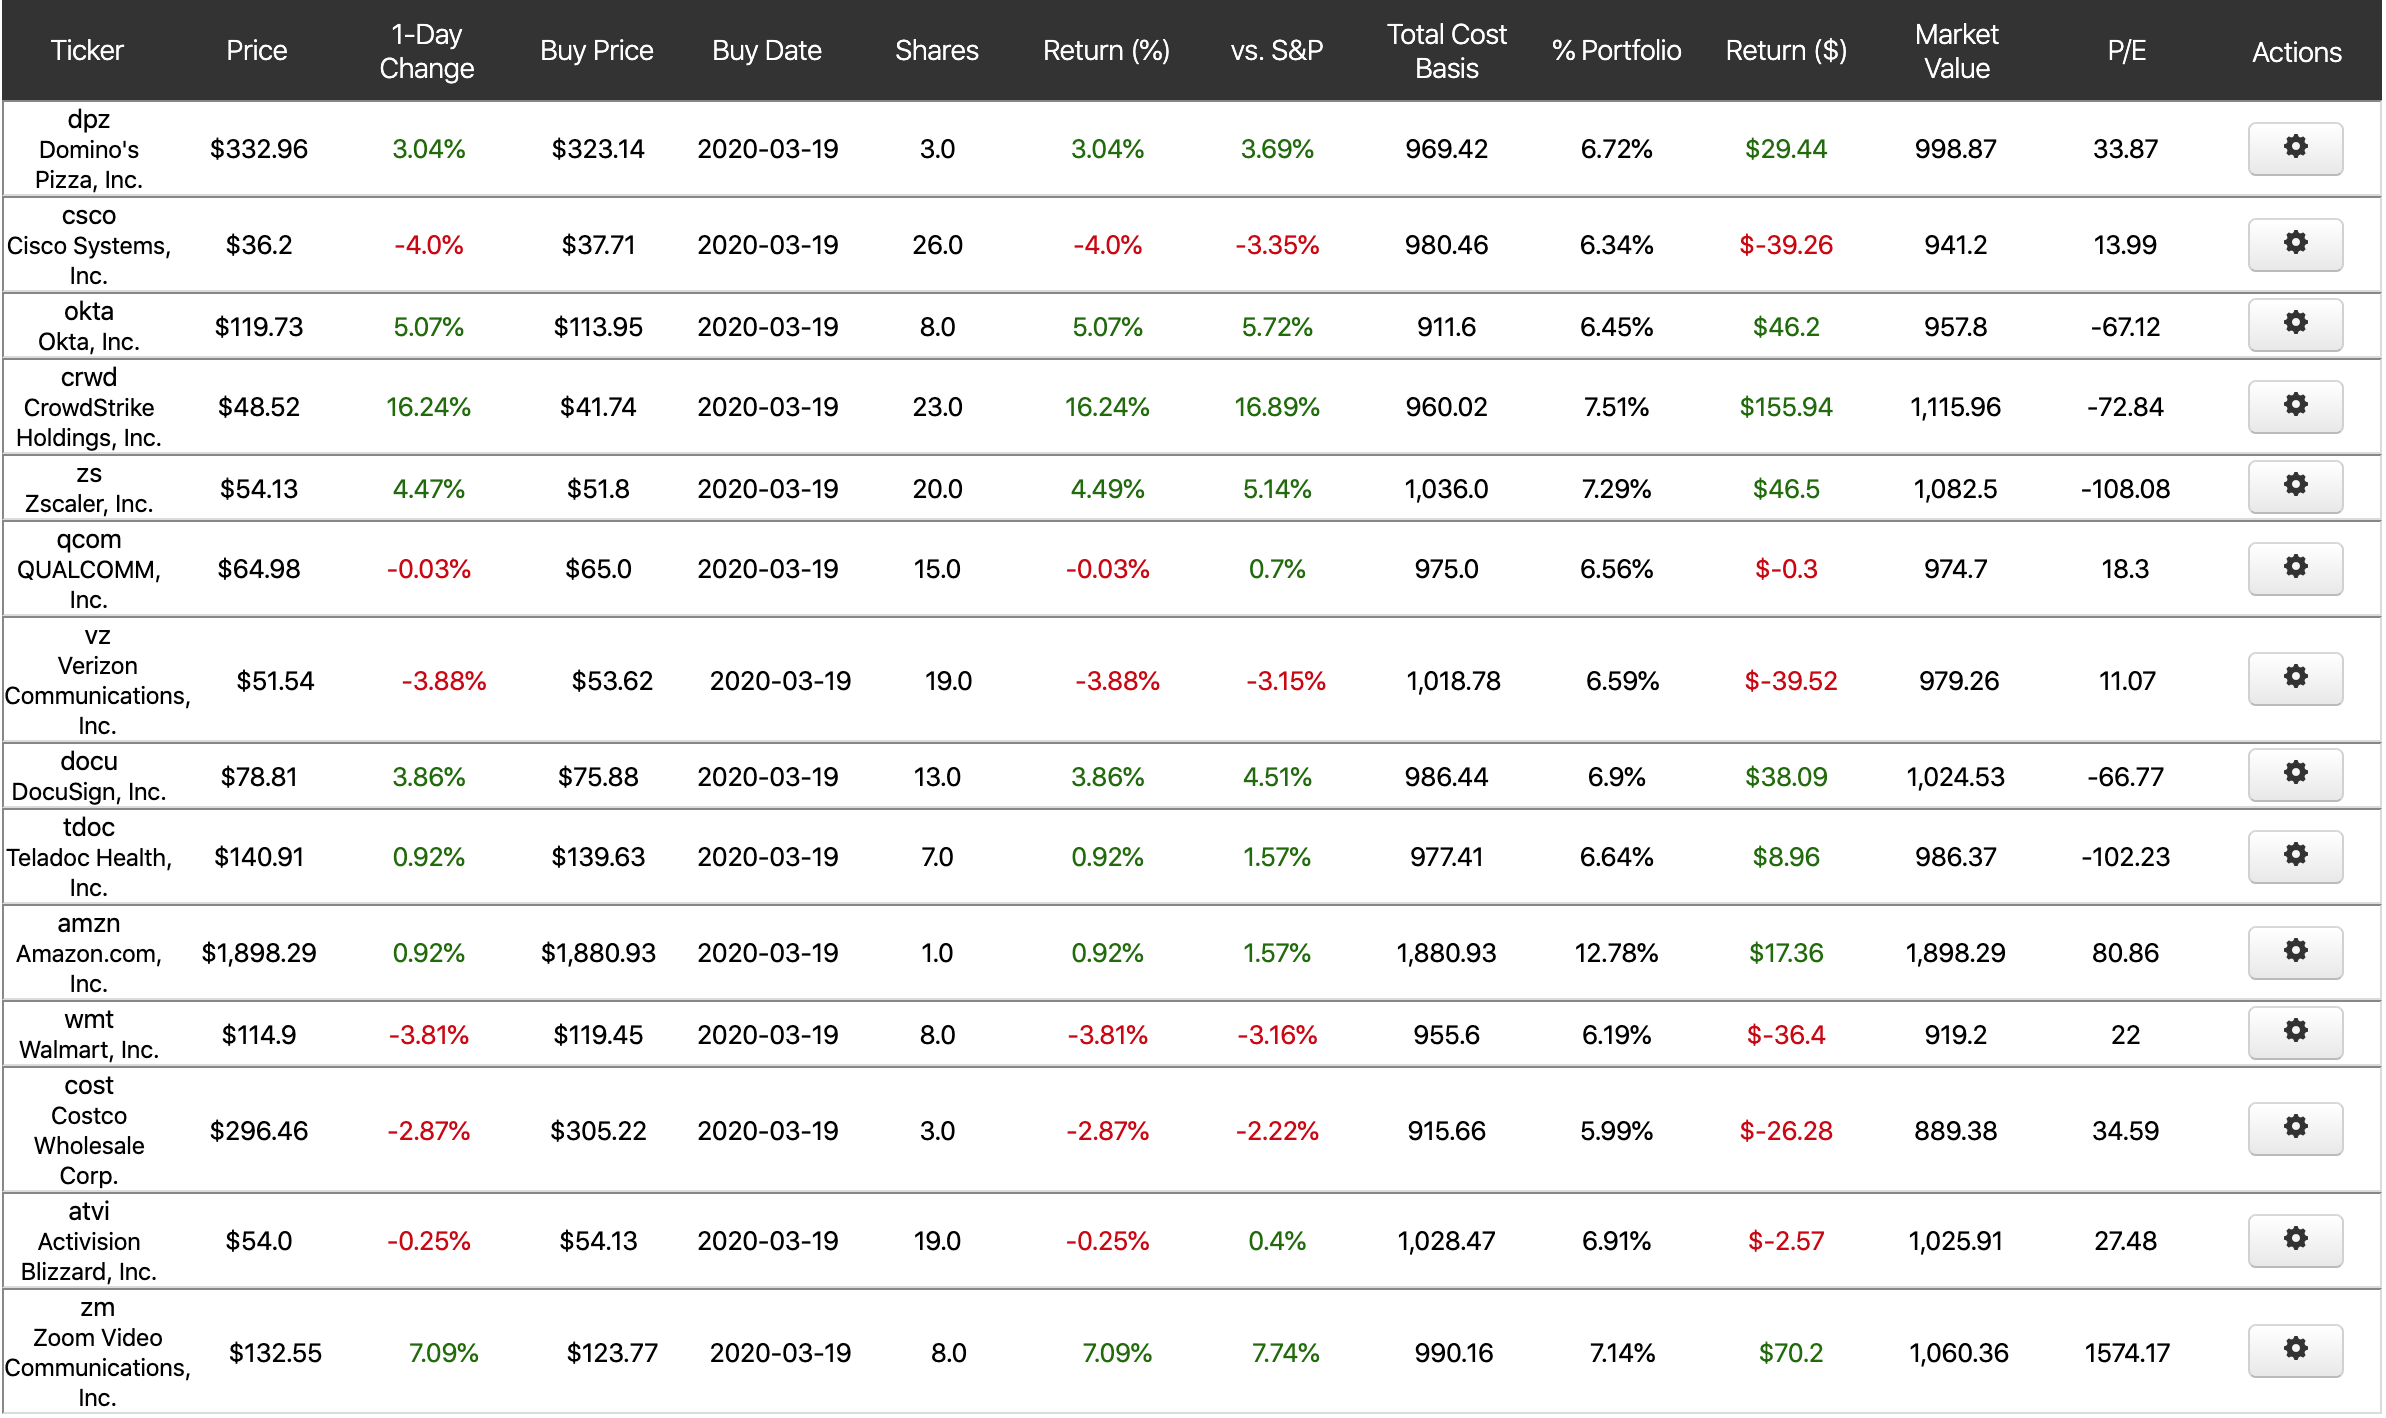 Ticker Price 1-Day Change Buy Price Buy Date Shares Return (%) vs. S&P Total Cost Basis % Portfolio Return ($) Market Value P/E Actions
dpz
Domino's
Pizza, Inc.
$332.96 3.04% $323.14 2020-03-19 3.0 3.04% 3.69% 969.42 6.72% $29.44 998.87 33.87
csco
Cisco Systems,
Inc.
$36.2 -4.0% $37.71 2020-03-19 26.0 -4.0% -3.35% 980.46 6.34% $-39.26 941.2 13.99
okta
Okta, Inc.
$119.73 5.07% $113.95 2020-03-19 8.0 5.07% 5.72% 911.6 6.45% $46.2 957.8 -67.12
crwd
CrowdStrike
Holdings, Inc.
$48.52 16.24% $41.74 2020-03-19 23.0 16.24% 16.89% 960.02 7.51% $155.94 1,115.96 -72.84
zs
Zscaler, Inc.
$54.13 4.47% $51.8 2020-03-19 20.0 4.49% 5.14% 1,036.0 7.29% $46.5 1,082.5 -108.08
qcom
QUALCOMM,
Inc.
$64.98 -0.03% $65.0 2020-03-19 15.0 -0.03% 0.7% 975.0 6.56% $-0.3 974.7 18.3
vz
Verizon
Communications,
Inc.
$51.54 -3.88% $53.62 2020-03-19 19.0 -3.88% -3.15% 1,018.78 6.59% $-39.52 979.26 11.07
docu
DocuSign, Inc.
$78.81 3.86% $75.88 2020-03-19 13.0 3.86% 4.51% 986.44 6.9% $38.09 1,024.53 -66.77
tdoc
Teladoc Health,
Inc.
$140.91 0.92% $139.63 2020-03-19 7.0 0.92% 1.57% 977.41 6.64% $8.96 986.37 -102.23
amzn
Amazon.com,
Inc.
$1,898.29 0.92% $1,880.93 2020-03-19 1.0 0.92% 1.57% 1,880.93 12.78% $17.36 1,898.29 80.86
wmt
Walmart, Inc.
$114.9 -3.81% $119.45 2020-03-19 8.0 -3.81% -3.16% 955.6 6.19% $-36.4 919.2 22
cost
Costco
Wholesale
Corp.
$296.46 -2.87% $305.22 2020-03-19 3.0 -2.87% -2.22% 915.66 5.99% $-26.28 889.38 34.59
atvi
Activision
Blizzard, Inc.
$54.0 -0.25% $54.13 2020-03-19 19.0 -0.25% 0.4% 1,028.47 6.91% $-2.57 1,025.91 27.48
zm
Zoom Video
Communications,
Inc.
$132.55 7.09% $123.77 2020-03-19 8.0 7.09% 7.74% 990.16 7.14% $70.2 1,060.36 1574.17